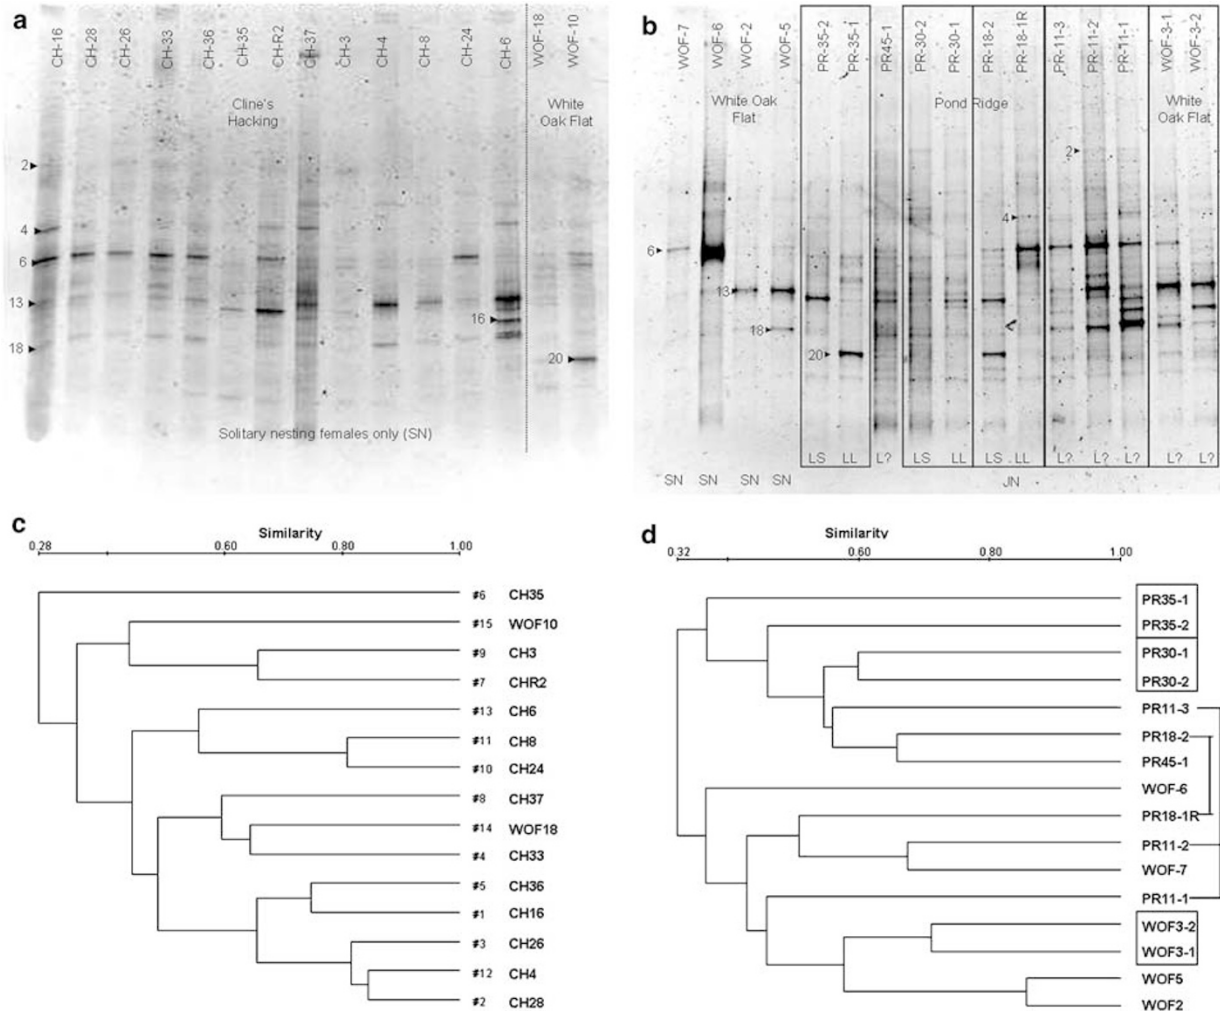 a
CH-16 CH-28 CH-26 CH-33 CH-36 CH-35 CH-R2 CH-37 CH-3 CH-4 CH-8 CH-24 CH-6 WOF-18 WOF-10
Cline's
Hacking
White
Oak Flat
2
4
6
13
16
18
20
Solitary nesting females only (SN)
b
WOF-7 WOF-6 WOF-2 WOF-5 PR-35-2 PR-35-1 PR45-1 PR-30-2 PR-30-1 PR-18-2 PR-18-1R PR-11-3 PR-11-2 PR-11-1 WOF-3-1 WOF-3-2
White Oak
Flat
Pond Ridge
White
Oak Flat
2
4
6
13
18
20
LS LL L? LS LL LS LL L? L? L? L? L?
SN SN SN SN JN
c
Similarity
0.28 0.60 0.80 1.00
#6 CH35
#15 WOF10
#9 CH3
#7 CHR2
#13 CH6
#11 CH8
#10 CH24
#8 CH37
#14 WOF18
#4 CH33
#5 CH36
#1 CH16
#3 CH26
#12 CH4
#2 CH28
d
Similarity
0.32 0.60 0.80 1.00
PR35-1
PR35-2
PR30-1
PR30-2
PR11-3
PR18-2
PR45-1
WOF-6
PR18-1R
PR11-2
WOF-7
PR11-1
WOF3-2
WOF3-1
WOF5
WOF2